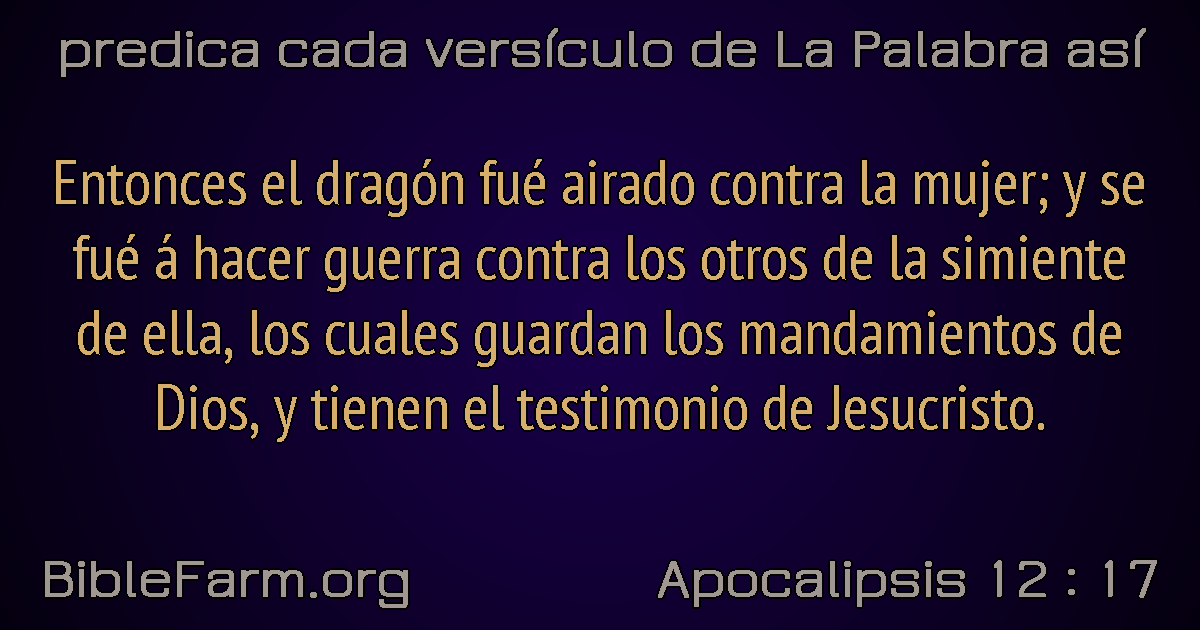 predica cada versículo de La Palabra así
Entonces el dragón fué airado contra la mujer; y se
fué á hacer guerra contra los otros de la simiente
de ella, los cuales guardan los mandamientos de
Dios, y tienen el testimonio de Jesucristo.
BibleFarm.org
Apocalipsis 12 : 17